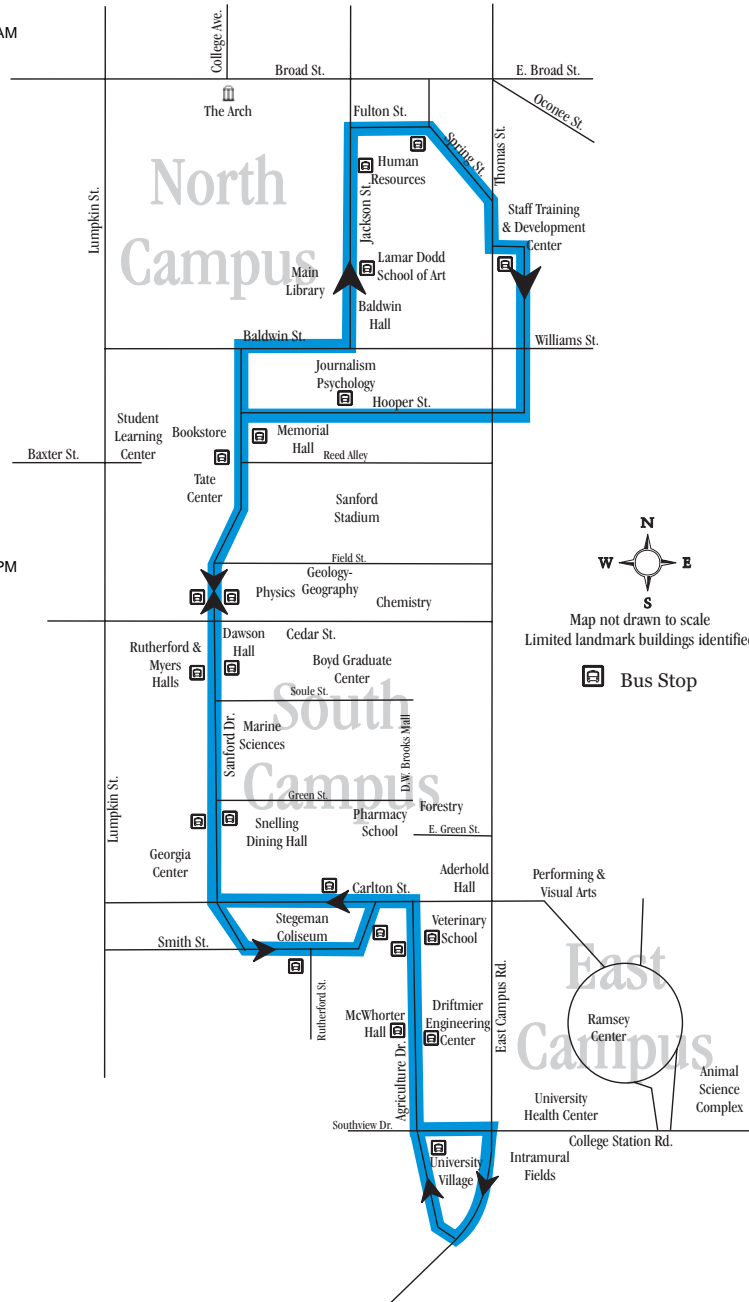 AM
College Ave.
Broad St.
E. Broad St.
The Arch
Fulton St.
Oconee St.
Spring St.
Thomas St.
North
Campus
Human
Resources
Lumpkin St.
Jackson St.
Staff Training
& Development
Center
Lamar Dodd
School of Art
Main
Library
Baldwin
Hall
Baldwin St.
Williams St.
Journalism
Psychology
Hooper St.
Student
Learning
Center
Bookstore
Memorial
Hall
Baxter St.
Reed Alley
Tate
Center
Sanford
Stadium
N
W
E
S
Field St.
PM
Geology-
Geography
Physics
Chemistry
Map not drawn to scale
Limited landmark buildings identified
Bus Stop
Dawson
Hall
Cedar St.
Rutherford &
Myers
Halls
Boyd Graduate
Center
Soule St.
South
Campus
Sanford Dr.
Marine
Sciences
D.W. Brooks Mall
Lumpkin St.
Green St.
Forestry
Pharmacy
School
E. Green St.
Snelling
Dining Hall
Georgia
Center
Aderhold
Hall
Performing &
Visual Arts
Carlton St.
Stegeman
Coliseum
Smith St.
Veterinary
School
East
Campus
Rutherford St.
East Campus Rd.
McWhorter
Hall
Driftmier
Engineering
Center
Agriculture Dr.
Ramsey
Center
Animal
Science
Complex
University
Health Center
Southview Dr.
College Station Rd.
University
Village
Intramural
Fields